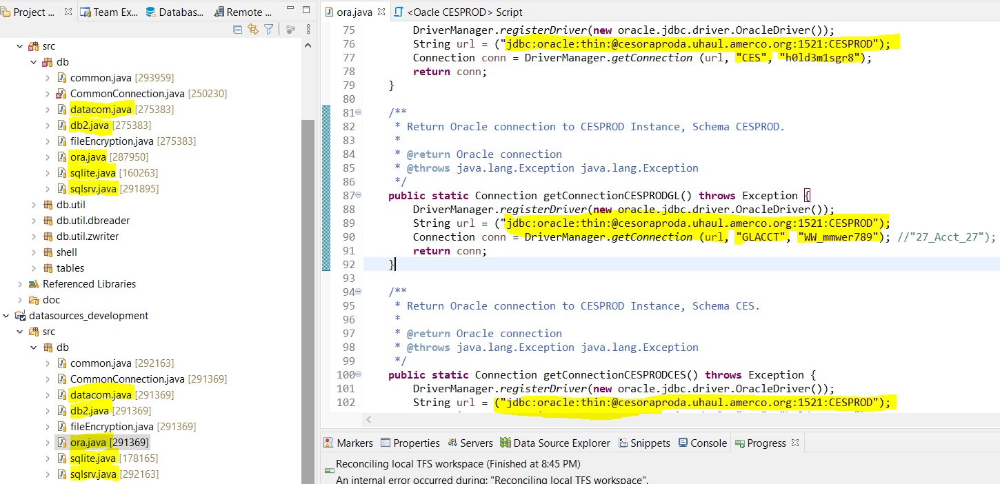 Project ...
Team Ex...
Databas...
Remote ...
src
db
common.java [293959]
CommonConnection.java [250230]
datacom.java [275383]
db2.java [275383]
fileEncryption.java [275383]
ora.java [287950]
sqlite.java [160263]
sqlsrv.java [291895]
db.util
db.util.dbreader
db.util.zwriter
shell
tables
Referenced Libraries
doc
datasources_development
src
db
common.java [292163]
CommonConnection.java [291369]
datacom.java [291369]
db2.java [291369]
fileEncryption.java [291369]
ora.java [291369]
sqlite.java [178165]
sqlsrv.java [292163]
ora.java
<Oacle CESPROD> Script
75 DriverManager.registerDriver(new oracle.jdbc.driver.OracleDriver());
76 String url = ("jdbc:oracle:thin:@cesoraproda.uhaul.amerco.org:1521:CESPROD");
77 Connection conn = DriverManager.getConnection (url, "CES", "h0ld3m1sgr8");
78 return conn;
79 }
80
81 /**
82 * Return Oracle connection to CESPROD Instance, Schema CESPROD.
83 *
84 * @return Oracle connection
85 * @throws java.lang.Exception java.lang.Exception
86 */
87 public static Connection getConnectionCESPRODGL() throws Exception {
88 DriverManager.registerDriver(new oracle.jdbc.driver.OracleDriver());
89 String url = ("jdbc:oracle:thin:@cesoraproda.uhaul.amerco.org:1521:CESPROD");
90 Connection conn = DriverManager.getConnection (url, "GLACCT", "WW_mmwer789"); //"27_Acct_27");
91 return conn;
92 }
93
94 /**
95 * Return Oracle connection to CESPROD Instance, Schema CES.
96 *
97 * @return Oracle connection
98 * @throws java.lang.Exception java.lang.Exception
99 */
100 public static Connection getConnectionCESPRODCES() throws Exception {
101 DriverManager.registerDriver(new oracle.jdbc.driver.OracleDriver());
102 String url = ("jdbc:oracle:thin:@cesoraproda.uhaul.amerco.org:1521:CESPROD");
Markers
Properties
Servers
Data Source Explorer
Snippets
Console
Progress
Reconciling local TFS workspace (Finished at 8:45 PM)
An internal error occurred during: "Reconciling local TFS workspace".